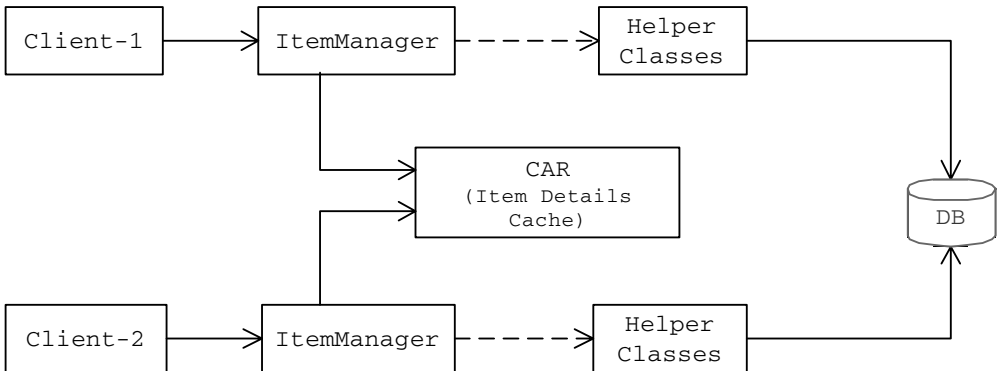 Client-1
ItemManager
Helper
Classes
CAR
(Item Details
Cache)
DB
Client-2
ItemManager
Helper
Classes